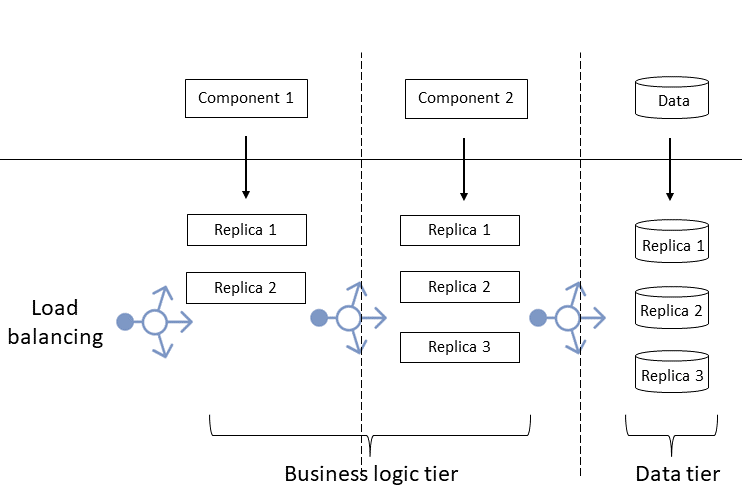 Component 1
Component 2
Data
Replica 1
Replica 1
Replica 1
Replica 2
Replica 2
Replica 2
Load
balancing
Replica 3
Replica 3
Business logic tier
Data tier